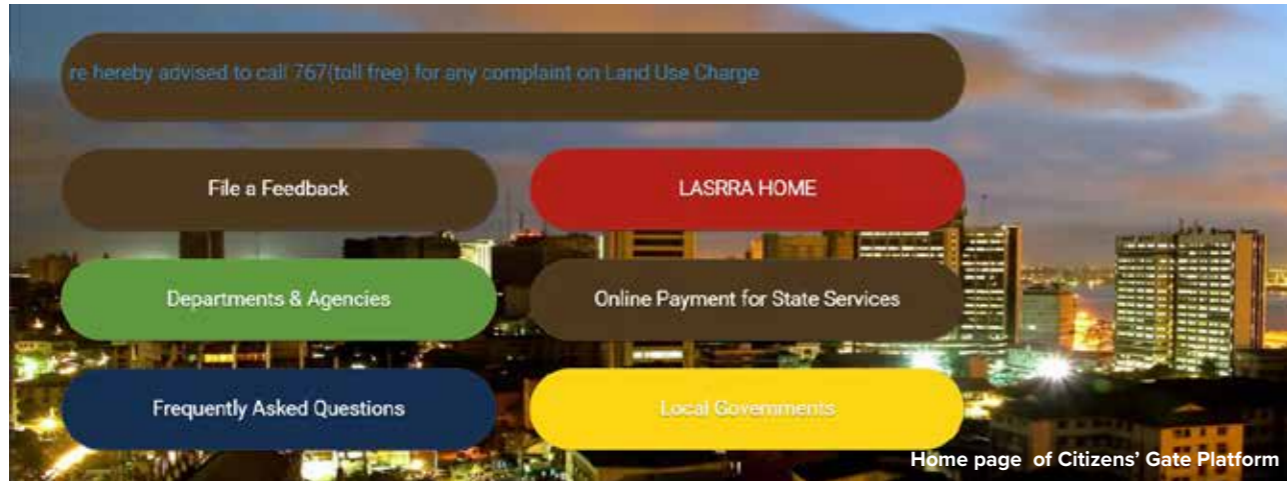 re hereby advised to call 767(toll free) for any complaint on Land Use Charge
File a Feedback
LASRRA HOME
Departments & Agencies
Online Payment for State Services
Frequently Asked Questions
Local Governments
Home page of Citizens' Gate Platform